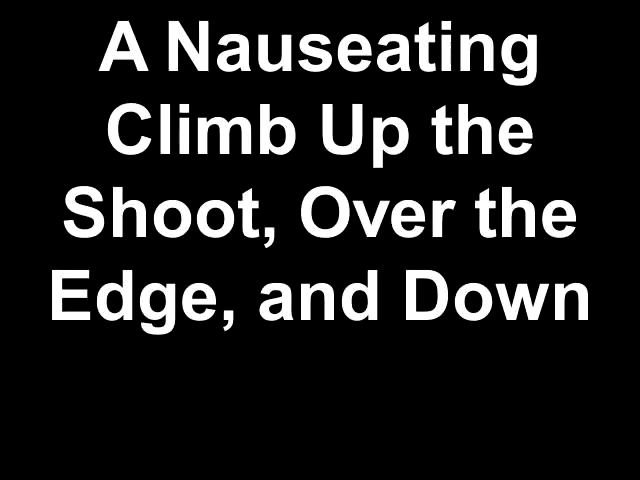 A Nauseating
Climb Up the
Shoot, Over the
Edge, and Down